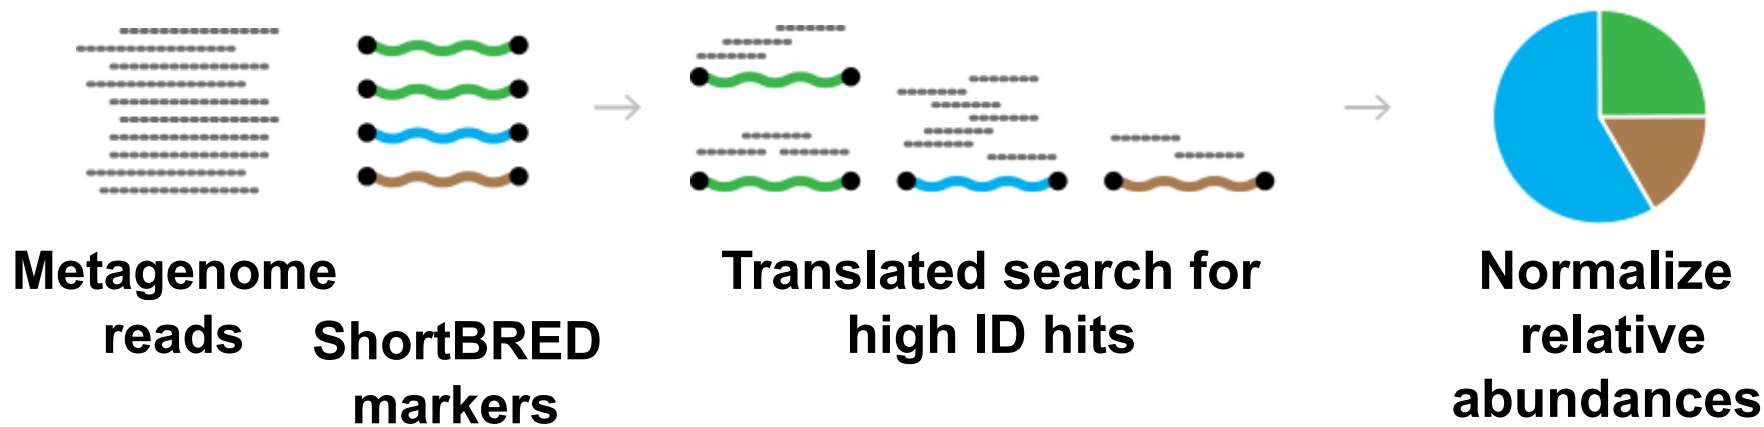 Metagenome
reads
ShortBRED
markers
Translated search for
high ID hits
Normalize
relative
abundances